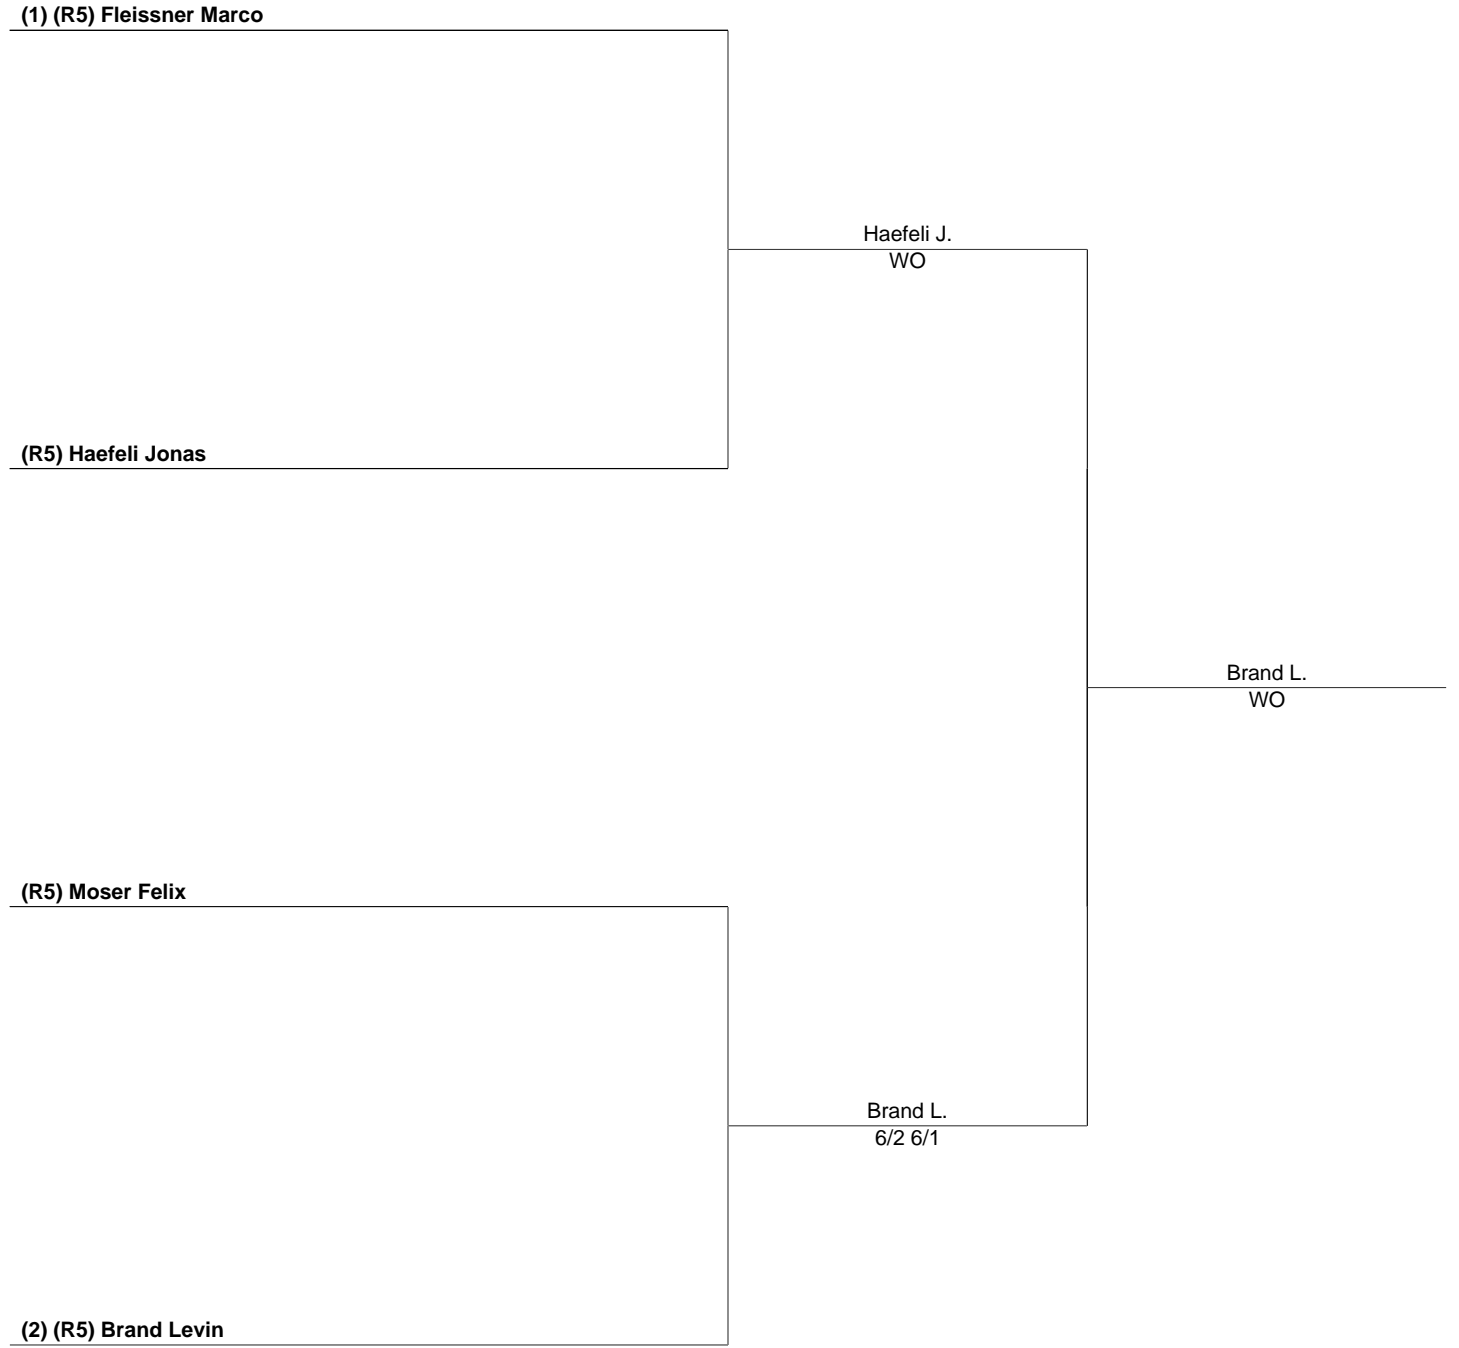 (1) (R5) Fleissner Marco
Haefeli J.
WO
(R5) Haefeli Jonas
Brand L.
WO
(R5) Moser Felix
Brand L.
6/2 6/1
(2) (R5) Brand Levin